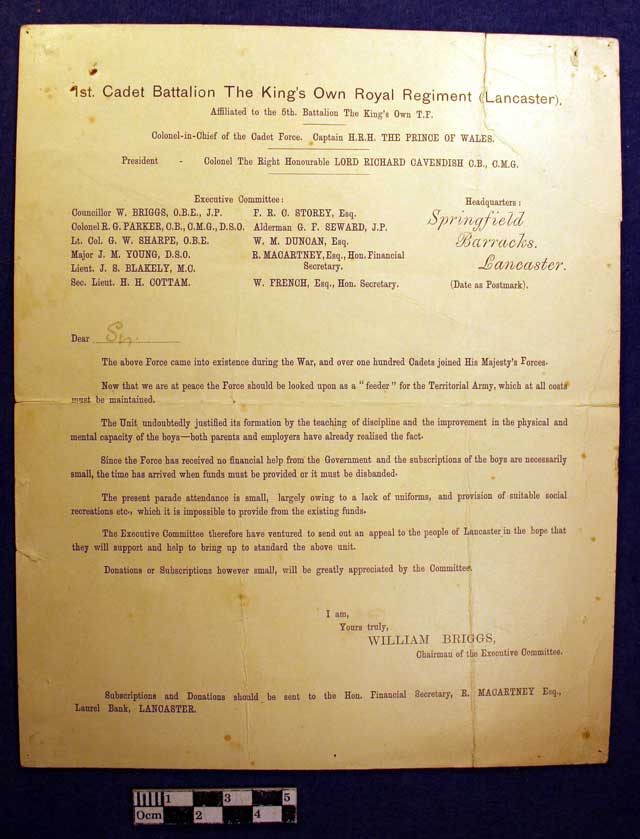 1st. Cadet Battalion The King's Own Royal Regiment (Lancaster).
Affiliated to the 5th. Battalion The King's Own T.F.
Colonel-in-Chief of the Cadet Force. Captain H.R.H. THE PRINCE OF WALES.
President - Colonel The Right Honourable LORD RICHARD CAVENDISH C.B., C.M.G.
Executive Committee:
Councillor W. BRIGGS, O.B.E., J.P.
Colonel R. G. PARKER, C.B., C.M.G., D.S.O.
Lt. Col. G. W. SHARPE, O.B.E.
Major J. M. YOUNG, D.S.O.
Lieut. J. S. BLAKELY, M.C.
Sec. Lieut. H. H. COTTAM.
F. R. C. STOREY, Esq.
Alderman G. F. SEWARD, J.P.
W. M. DUNCAN, Esq.
R. MACARTNEY, Esq., Hon. Financial
Secretary.
W. FRENCH, Esq., Hon. Secretary.
Headquarters:
Springfield
Barracks.
Lancaster.
(Date as Postmark).
Dear Sir.
The above Force came into existence during the War, and over one hundred Cadets joined His Majesty's Forces.
Now that we are at peace the Force should be looked upon as a "feeder" for the Territorial Army, which at all costs
must be maintained.
The Unit undoubtedly justified its formation by the teaching of discipline and the improvement in the physical and
mental capacity of the boys—both parents and employers have already realised the fact.
Since the Force has received no financial help from the Government and the subscriptions of the boys are necessarily
small, the time has arrived when funds must be provided or it must be disbanded.
The present parade attendance is small, largely owing to a lack of uniforms, and provision of suitable social
recreations etc., which it is impossible to provide from the existing funds.
The Executive Committee therefore have ventured to send out an appeal to the people of Lancaster in the hope that
they will support and help to bring up to standard the above unit.
Donations or Subscriptions however small, will be greatly appreciated by the Committee.
I am,
Yours truly,
WILLIAM BRIGGS,
Chairman of the Executive Committee.
Subscriptions and Donations should be sent to the Hon. Financial Secretary, R. MACARTNEY Esq.,
Laurel Bank, LANCASTER.
1 3 5
0cm 2 4